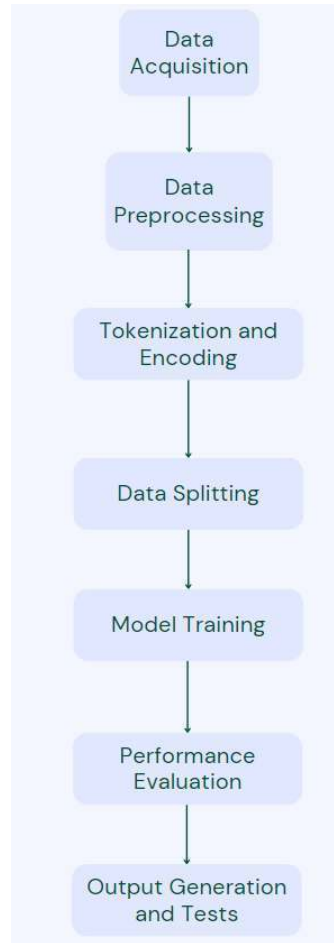 Data
Acquisition
Data
Preprocessing
Tokenization and
Encoding
Data Splitting
Model Training
Performance
Evaluation
Output Generation
and Tests